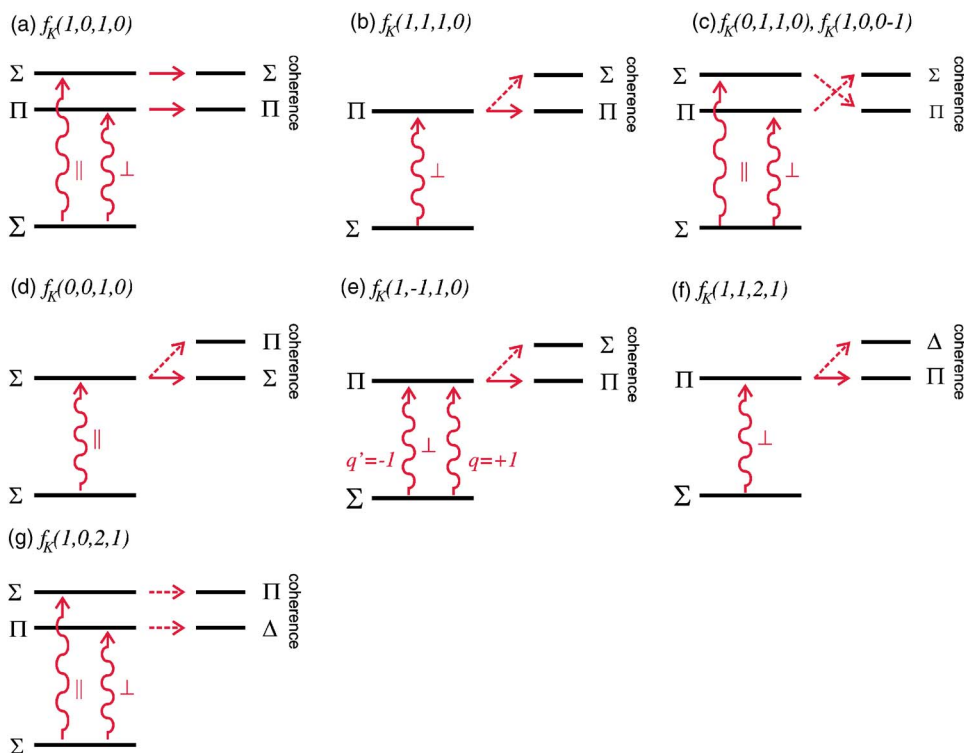 (a) f_K(1,0,1,0)
Σ Σ
Π Π
coherence
∥ ⊥
Σ
(b) f_K(1,1,1,0)
Σ
Π Π
coherence
⊥
Σ
(c) f_K(0,1,1,0), f_K(1,0,0-1)
Σ Σ
Π Π
coherence
∥ ⊥
Σ
(d) f_K(0,0,1,0)
Π
Σ Σ
coherence
∥
Σ
(e) f_K(1,-1,1,0)
Σ
Π Π
coherence
q'=-1 ⊥ q=+1
Σ
(f) f_K(1,1,2,1)
Δ
Π Π
coherence
⊥
Σ
(g) f_K(1,0,2,1)
Σ Π
Π Δ
coherence
∥ ⊥
Σ